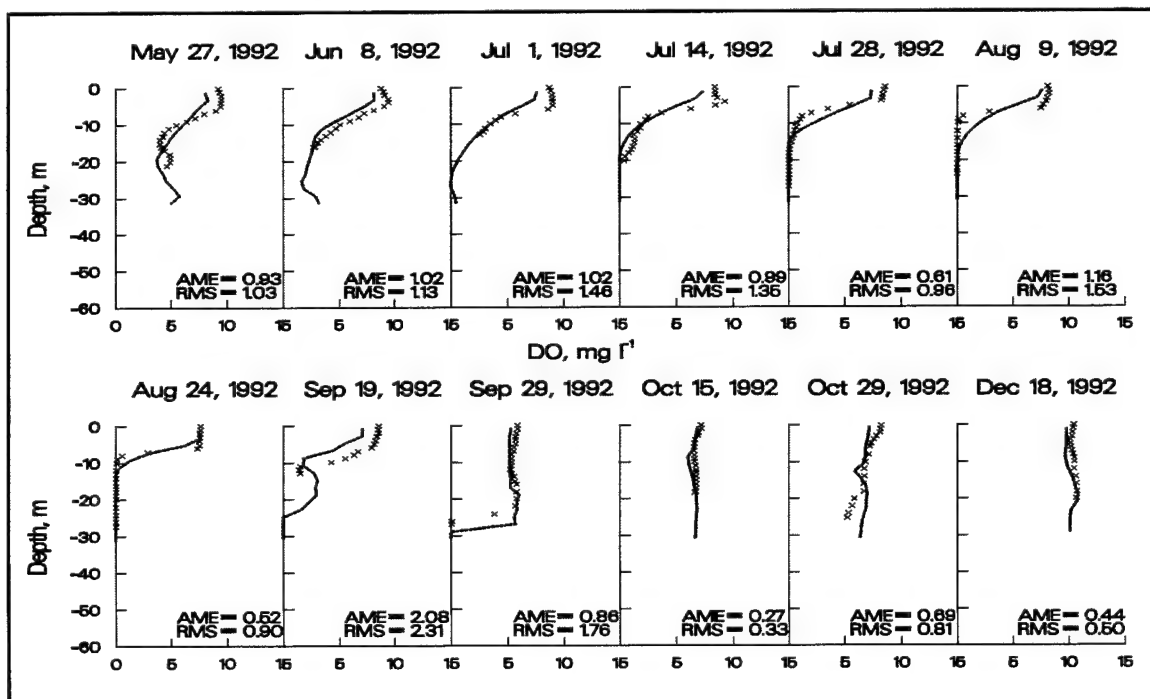 May 27, 1992 Jun 8, 1992 Jul 1, 1992 Jul 14, 1992 Jul 28, 1992 Aug 9, 1992
0
-10
-20
-30
-40
-50
-60
Depth, m
AME= 0.93 AME= 1.02 AME= 1.02 AME= 0.99 AME= 0.61 AME= 1.16
RMS= 1.03 RMS= 1.13 RMS= 1.46 RMS= 1.35 RMS= 0.96 RMS= 1.53
0 5 10 15 5 10 15 5 10 15 5 10 15 5 10 15 5 10 15
DO, mg l⁻¹
Aug 24, 1992 Sep 19, 1992 Sep 29, 1992 Oct 15, 1992 Oct 29, 1992 Dec 18, 1992
0
-10
-20
-30
-40
-50
-60
Depth, m
AME= 0.52 AME= 2.08 AME= 0.86 AME= 0.27 AME= 0.69 AME= 0.44
RMS= 0.90 RMS= 2.31 RMS= 1.76 RMS= 0.33 RMS= 0.81 RMS= 0.50
0 5 10 15 5 10 15 5 10 15 5 10 15 5 10 15 5 10 15